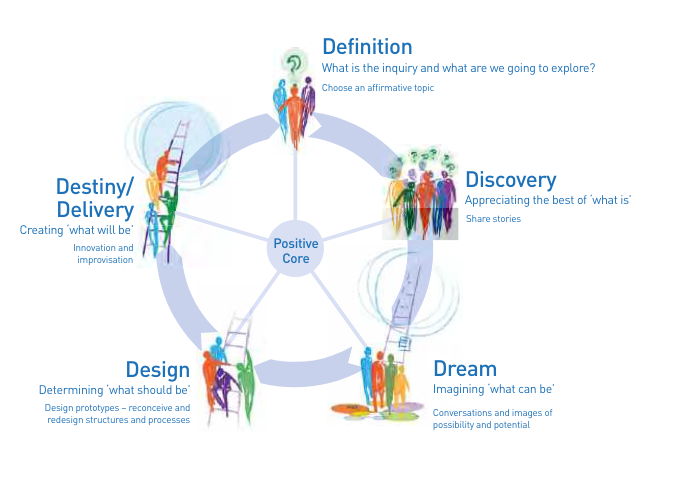 Definition
What is the inquiry and what are we going to explore?
Choose an affirmative topic
Discovery
Appreciating the best of ‘what is’
Share stories
Dream
Imagining ‘what can be’
Conversations and images of
possibility and potential
Design
Determining ‘what should be’
Design prototypes – reconceive and
redesign structures and processes
Destiny/
Delivery
Creating ‘what will be’
Innovation and
improvisation
Positive
Core